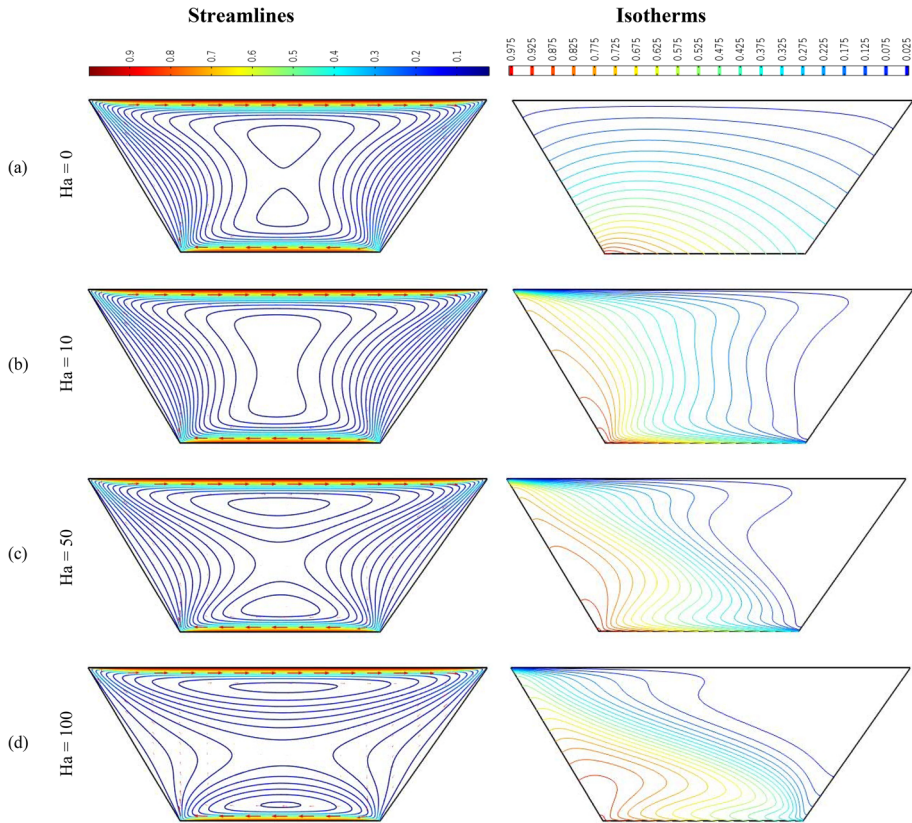 Streamlines
Isotherms
0.9 0.8 0.7 0.6 0.5 0.4 0.3 0.2 0.1
0.975 0.925 0.875 0.825 0.775 0.725 0.675 0.625 0.575 0.525 0.475 0.425 0.375 0.325 0.275 0.225 0.175 0.125 0.075 0.025
(a)
Ha = 0
(b)
Ha = 10
(c)
Ha = 50
(d)
Ha = 100